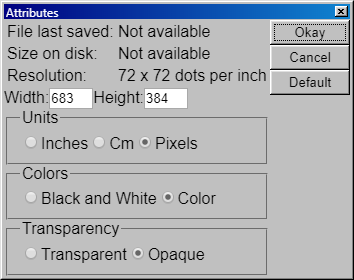 Attributes
File last saved: Not available
Okay
Size on disk: Not available
Cancel
Resolution: 72 x 72 dots per inch
Default
Width: 683 Height: 384
Units
Inches Cm Pixels
Colors
Black and White Color
Transparency
Transparent Opaque